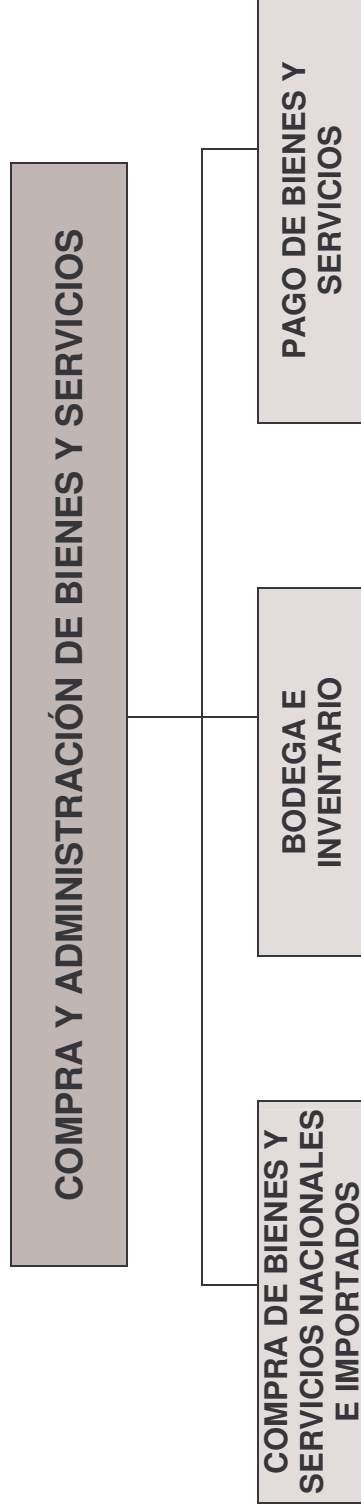 COMPRA Y ADMINISTRACIÓN DE BIENES Y SERVICIOS
COMPRA DE BIENES Y
SERVICIOS NACIONALES
E IMPORTADOS
BODEGA E
INVENTARIO
PAGO DE BIENES Y
SERVICIOS